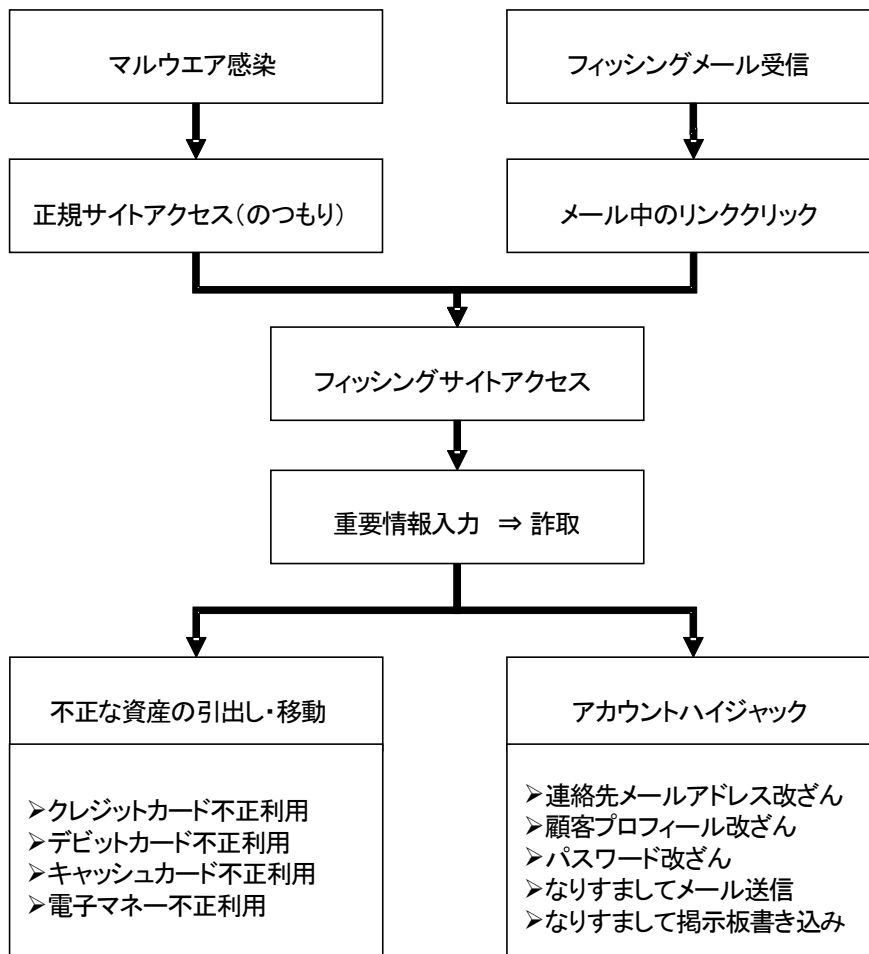 マルウエア感染
フィッシングメール受信
正規サイトアクセス(のつもり)
メール中のリンククリック
フィッシングサイトアクセス
重要情報入力 ⇒ 詐取
不正な資産の引出し・移動
➢クレジットカード不正利用
➢デビットカード不正利用
➢キャッシュカード不正利用
➢電子マネー不正利用
アカウントハイジャック
➢連絡先メールアドレス改ざん
➢顧客プロフィール改ざん
➢パスワード改ざん
➢なりすましてメール送信
➢なりすまして掲示板書き込み